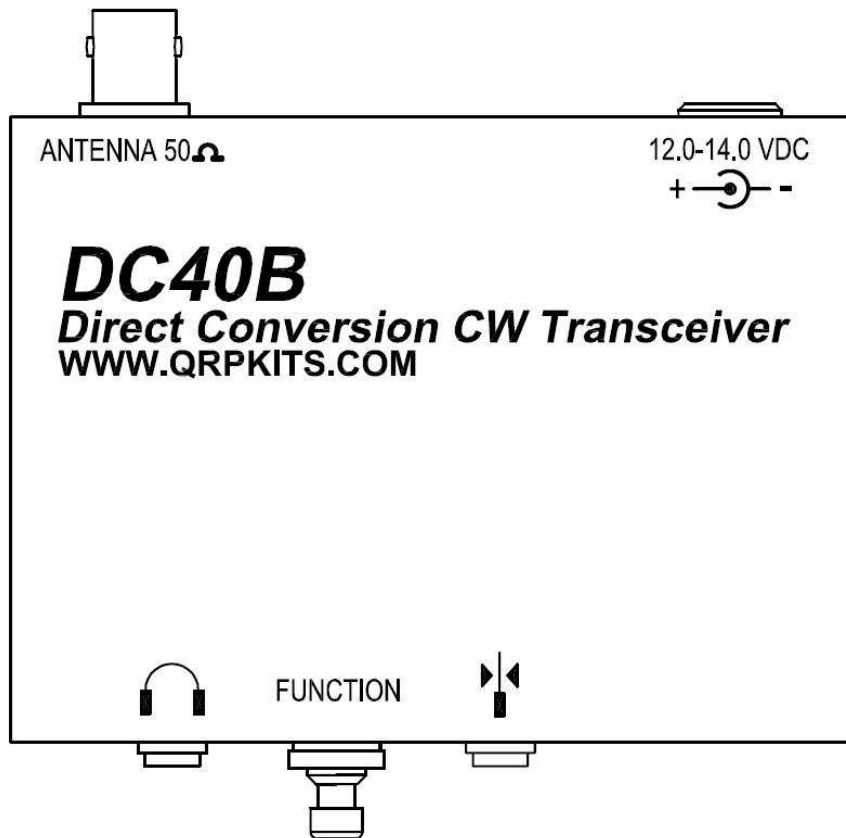 ANTENNA 50Ω
12.0-14.0 VDC
+ -
DC40B
Direct Conversion CW Transceiver
WWW.QRPKITS.COM
FUNCTION